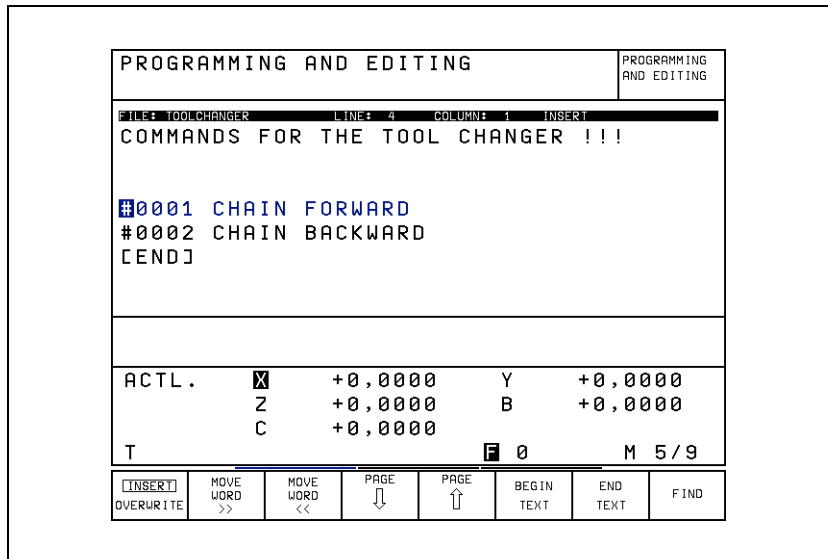 PROGRAMMING AND EDITING
PROGRAMMING
AND EDITING
FILE: TOOLCHANGER LINE: 4 COLUMN: 1 INSERT
COMMANDS FOR THE TOOL CHANGER !!!
#0001 CHAIN FORWARD
#0002 CHAIN BACKWARD
[END]
ACTL. X +0,0000 Y +0,0000
Z +0,0000 B +0,0000
C +0,0000
T F 0 M 5/9
INSERT
OVERWRITE
MOVE
WORD
>>
MOVE
WORD
<<
PAGE
⇩
PAGE
⇧
BEGIN
TEXT
END
TEXT
FIND